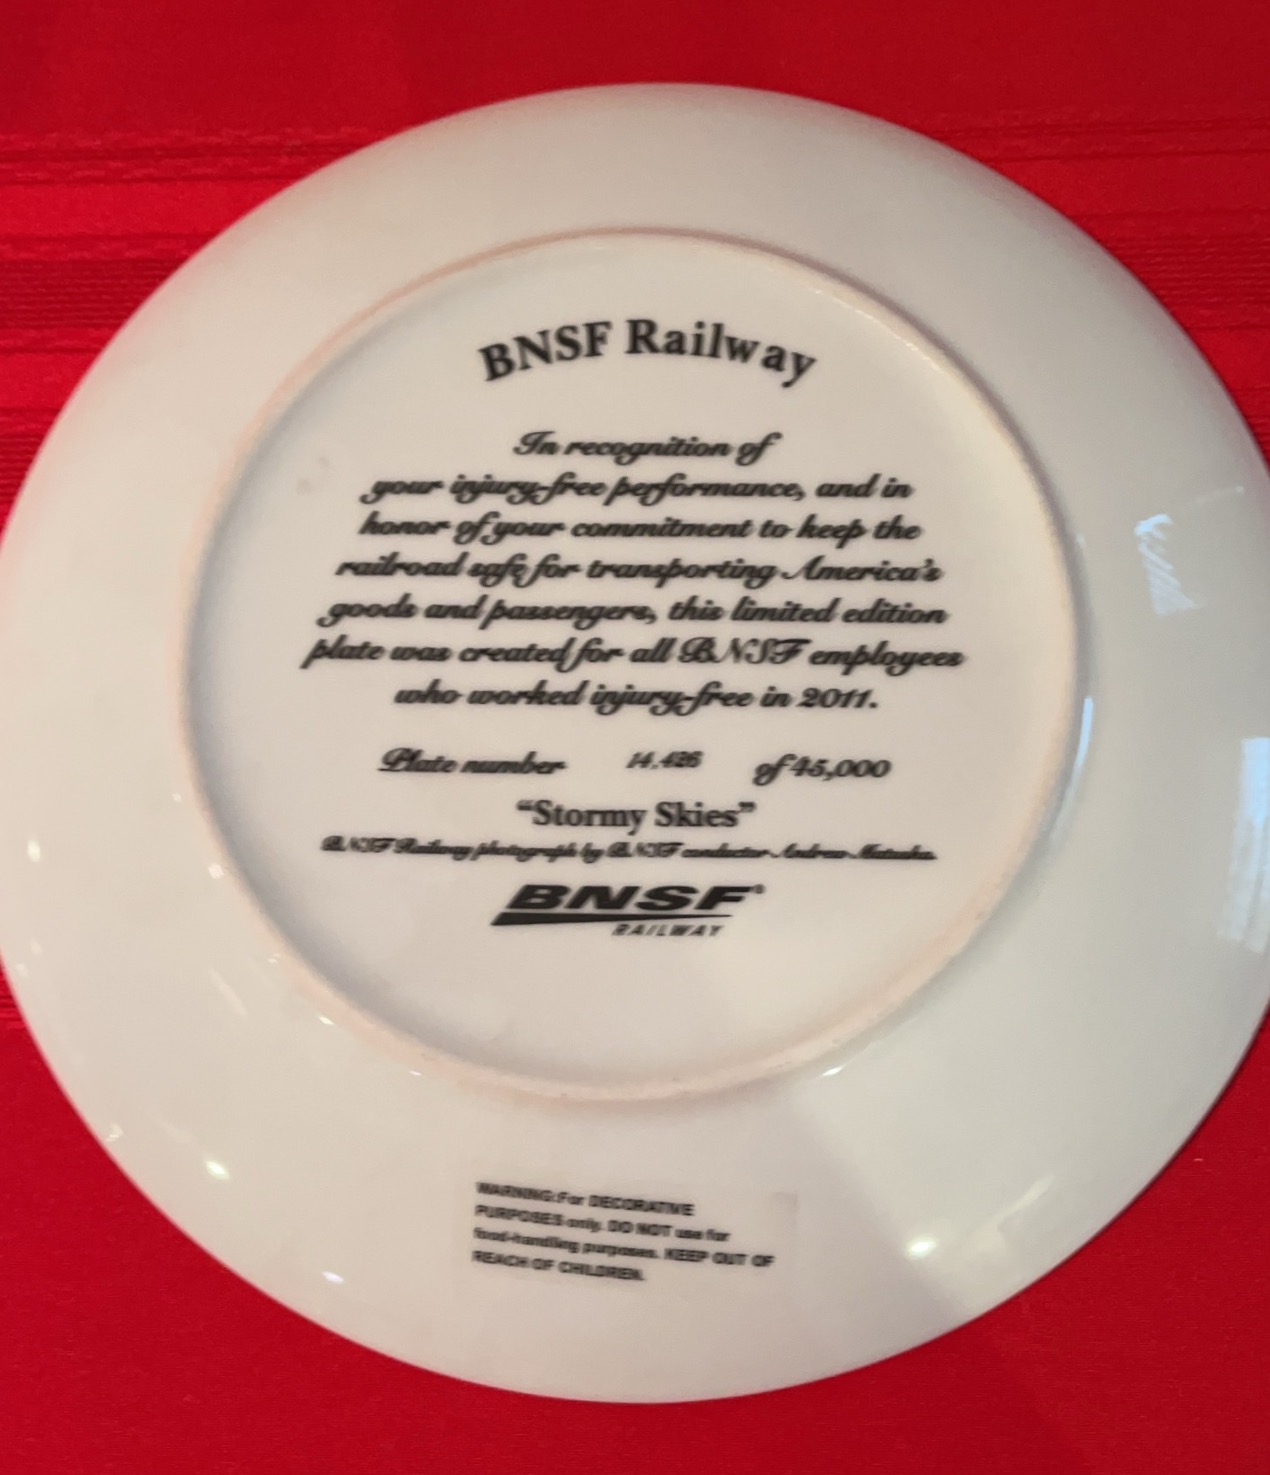 BNSF Railway
In recognition of
your injury-free performance, and in
honor of your commitment to keep the
railroad safe for transporting America's
goods and passengers, this limited edition
plate was created for all BNSF employees
who worked injury-free in 2011.
Plate number 14,426 of 45,000
"Stormy Skies"
BNSF Railway photograph by BNSF conductor Andrew
BNSF®
RAILWAY
WARNING:For DECORATIVE
PURPOSES only. DO NOT use for
food-handling purposes. KEEP OUT OF
REACH OF CHILDREN.